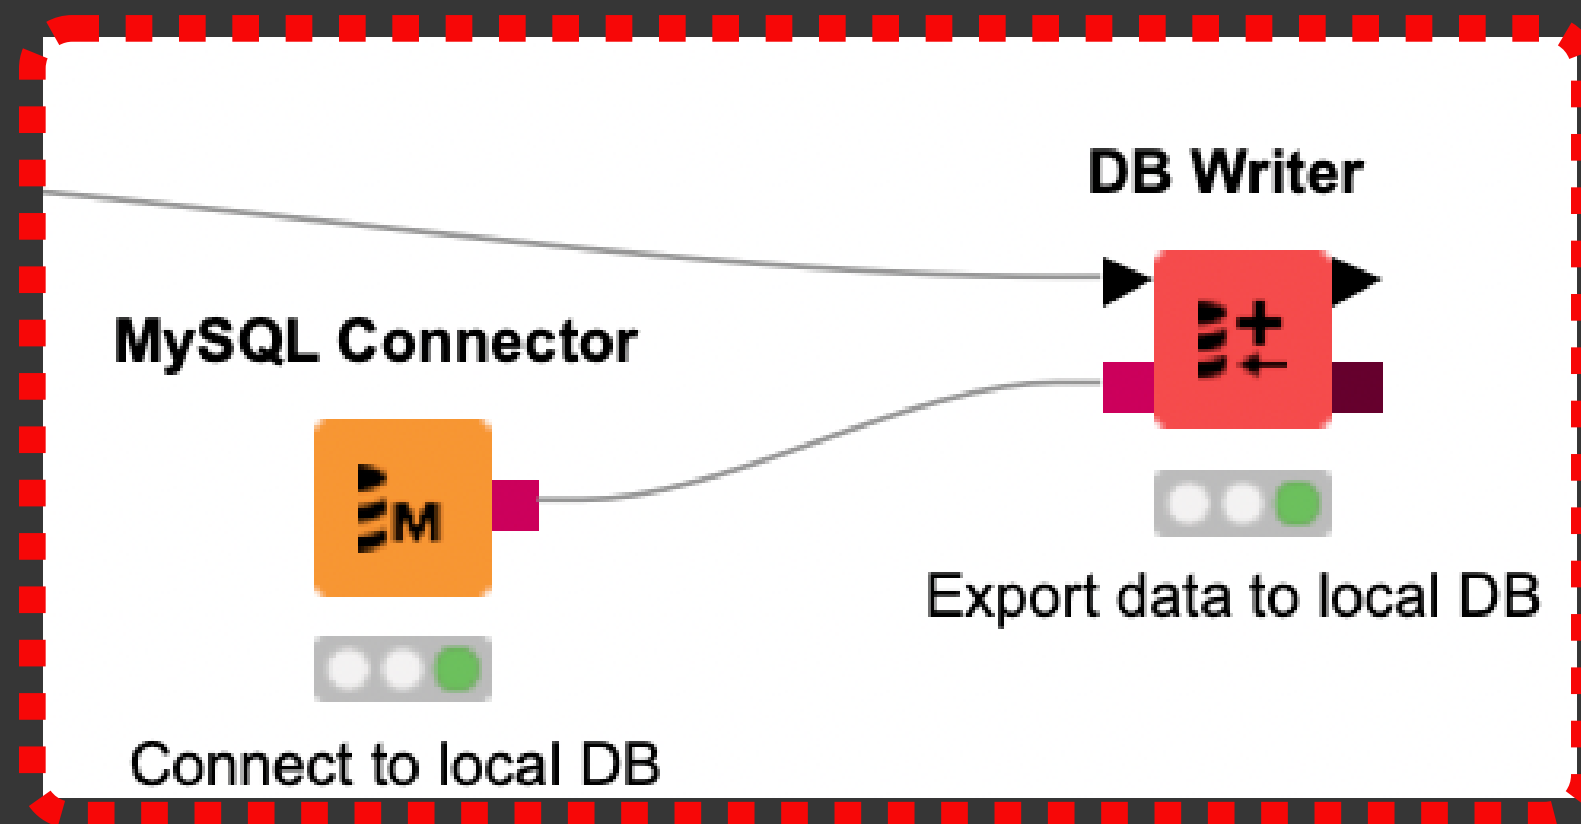 DB Writer
MySQL Connector
M
Export data to local DB
Connect to local DB